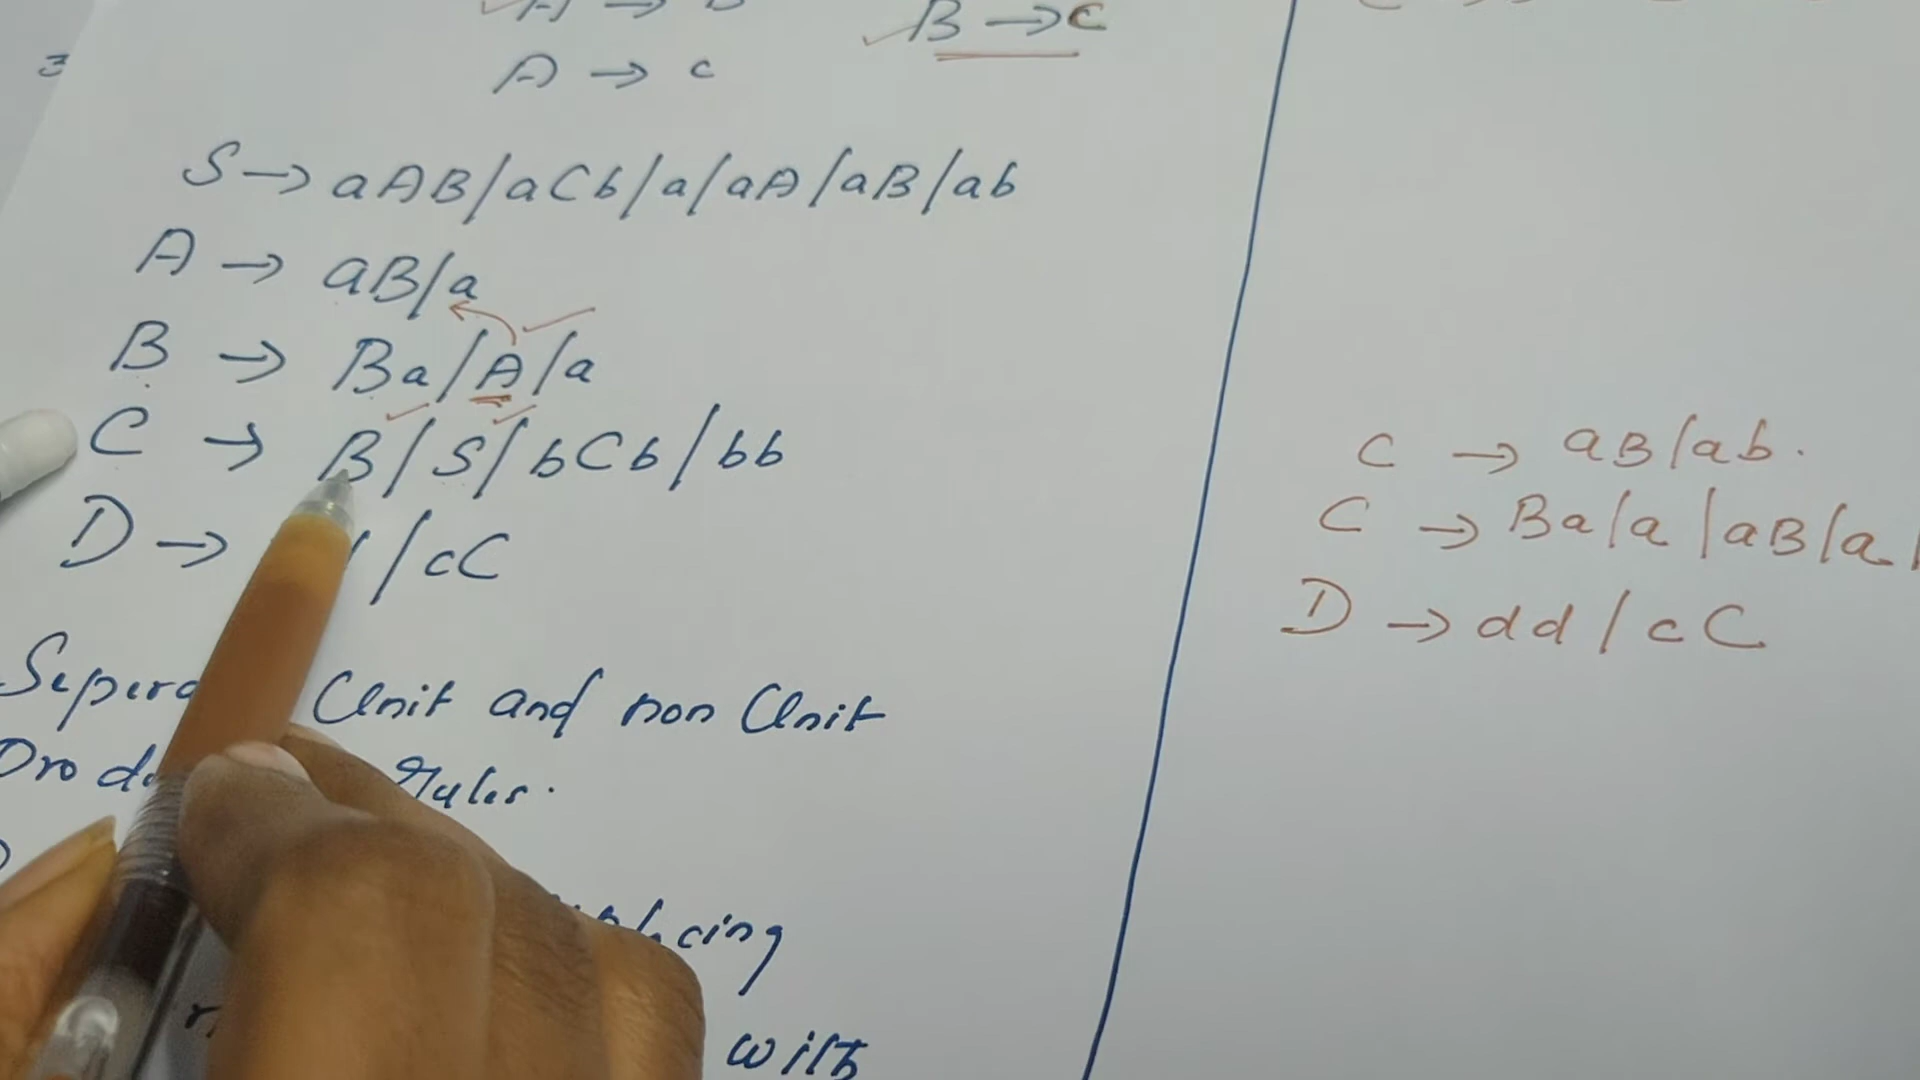 A → B
B → C
3
A → c
S → aAB/aCb/a/aA/aB/ab
A → aB/a
B → Ba/A/a
C → B/S/bCb/bb
D → /cC
Unit and non Unit
rules.
with
C → aB/ab.
C → Ba/a/aB/a
D → dd/cC